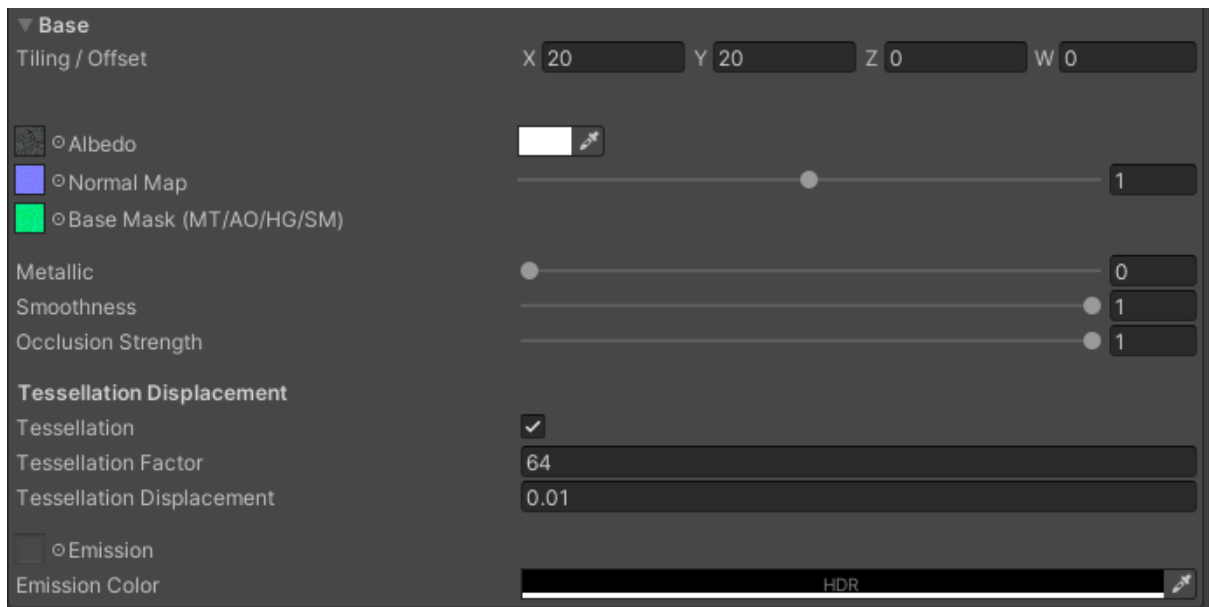 Base
Tiling / Offset X 20 Y 20 Z 0 W 0
Albedo
Normal Map 1
Base Mask (MT/AO/HG/SM)
Metallic 0
Smoothness 1
Occlusion Strength 1
Tessellation Displacement
Tessellation
Tessellation Factor 64
Tessellation Displacement 0.01
Emission
Emission Color HDR